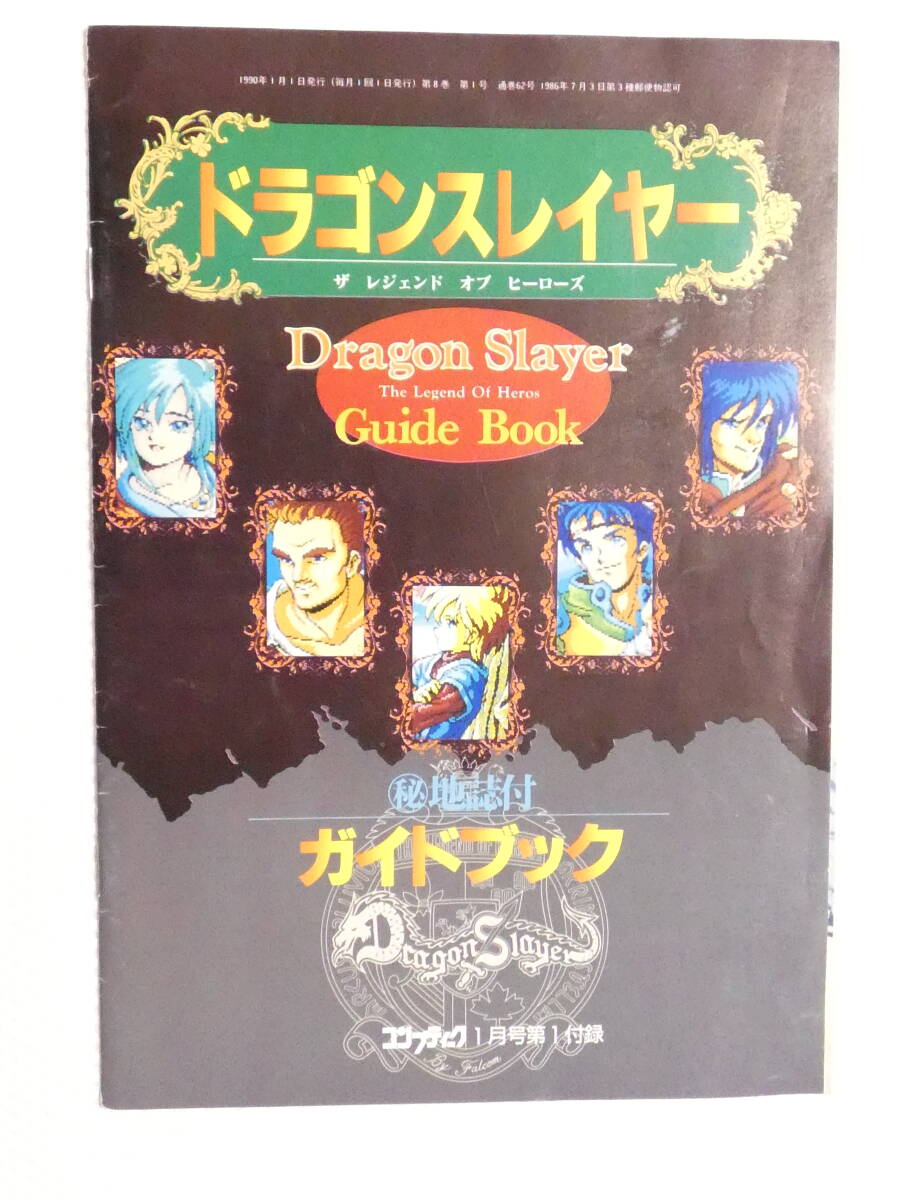 1990年1月1日発行(毎月1回1日発行)第8巻 第1号 通巻62号 1986年7月3日第3種郵便物認可
ドラゴンスレイヤー
ザ レジェンド オブ ヒーローズ
Dragon Slayer
The Legend Of Heros
Guide Book
㊙地誌付
ガイドブック
Dragon Slayer
コンプティーク1月号第1付録
By Falcom